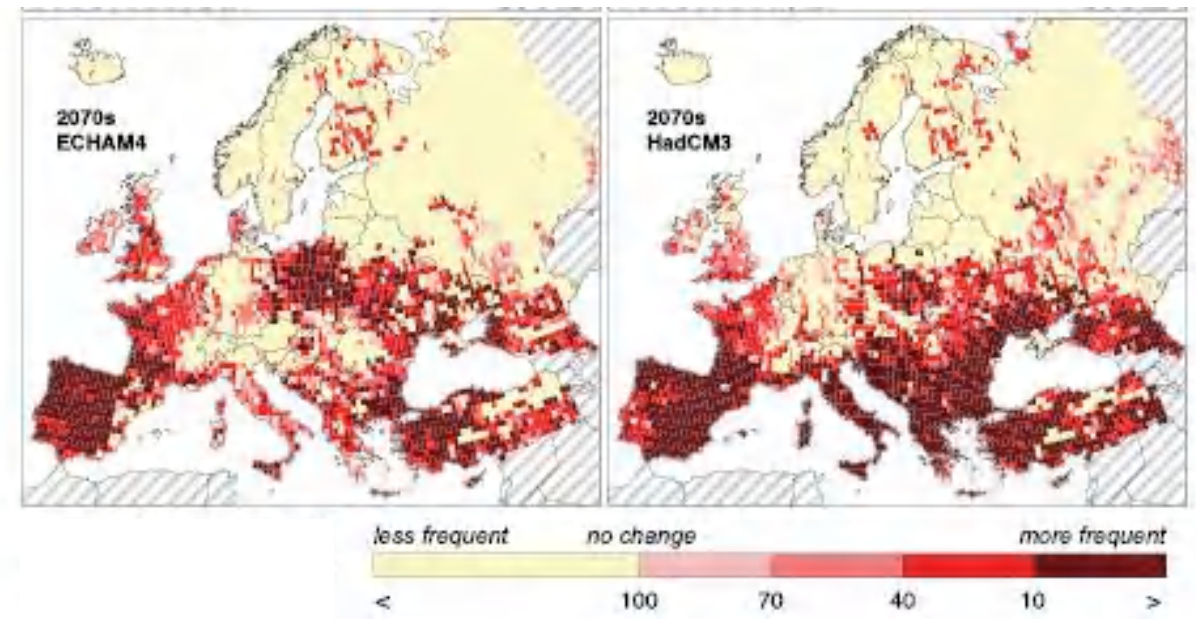 2070s
ECHAM4
2070s
HadCM3
less frequent no change more frequent
< 100 70 40 10 >